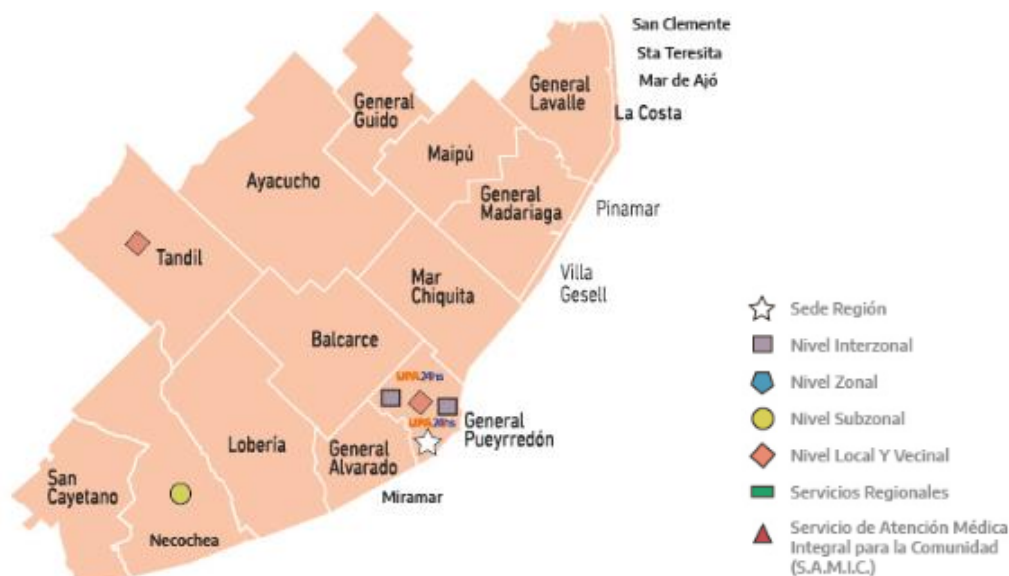 San Clemente
Sta Teresita
Mar de Ajó
La Costa
General
Lavalle
General
Guido
Maipú
Ayacucho
General
Madariaga
Pinamar
Tandil
Mar
Chiquita
Villa
Gesell
Balcarce
UPA24hs
UPA24hs
General
Pueyrredón
Lobería
General
Alvarado
San
Cayetano
Miramar
Necochea
Sede Región
Nivel Interzonal
Nivel Zonal
Nivel Subzonal
Nivel Local Y Vecinal
Servicios Regionales
Servicio de Atención Médica
Integral para la Comunidad
(S.A.M.I.C.)